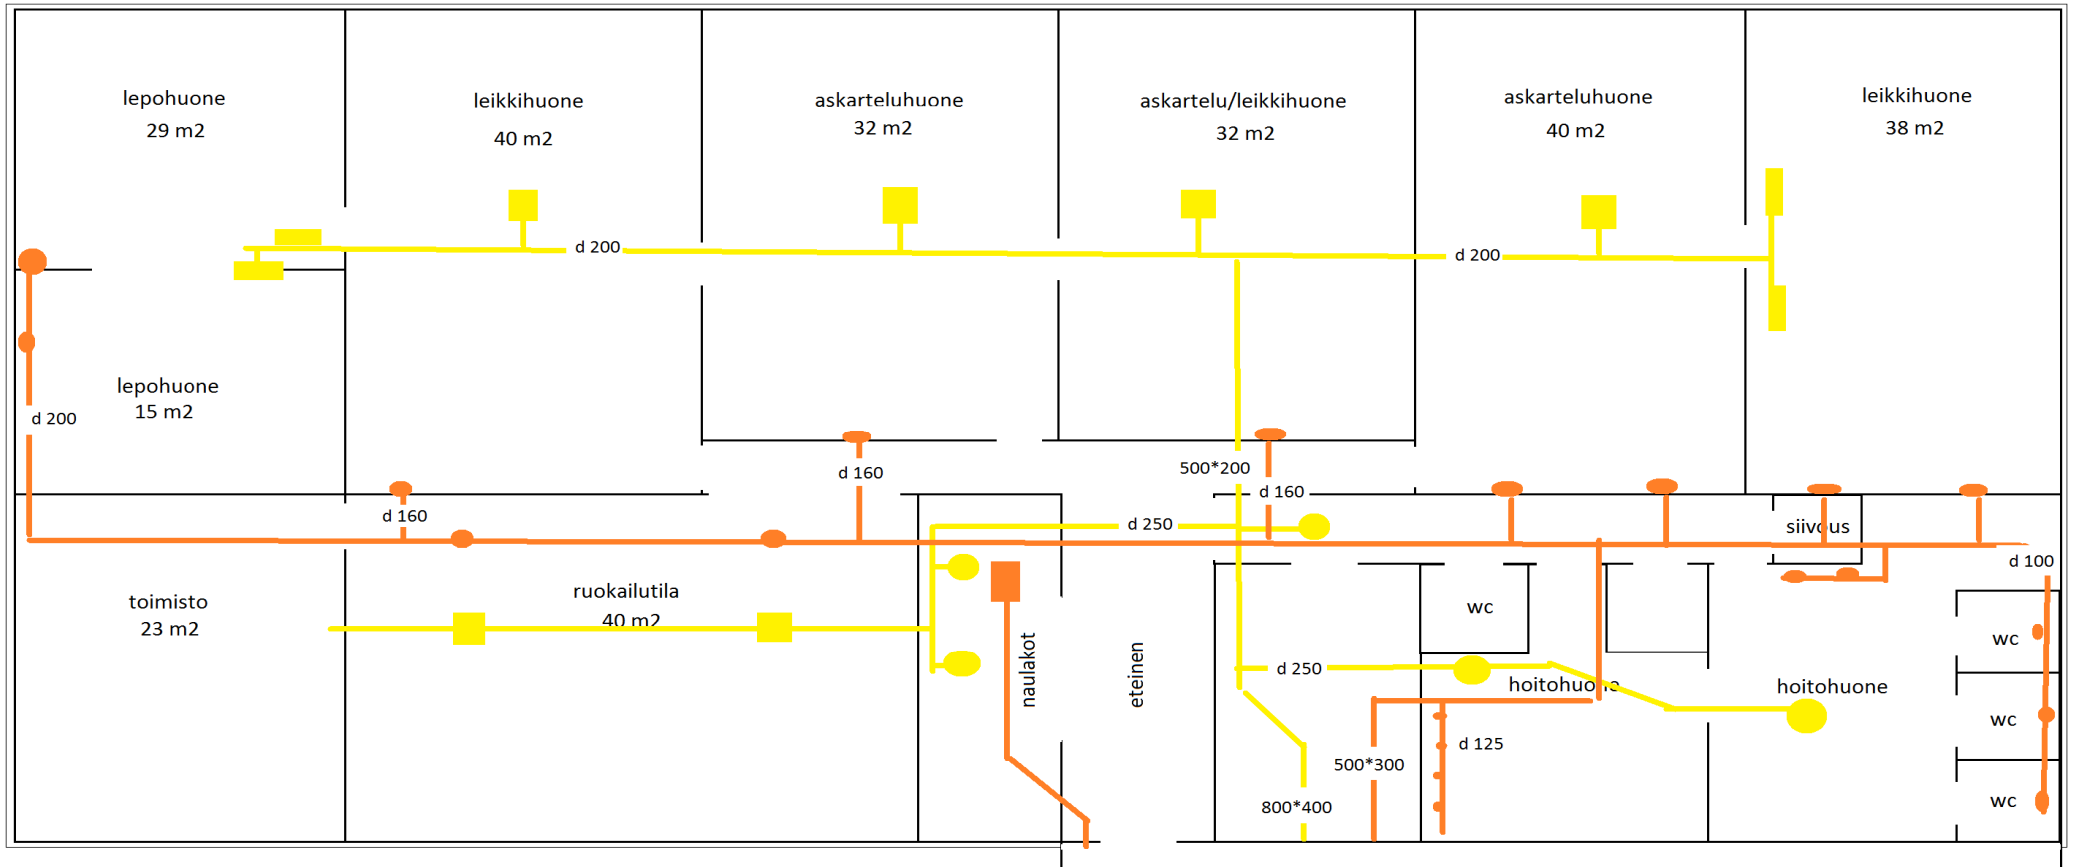 lepohuone
29 m2
leikkihuone
40 m2
askarteluhuone
32 m2
askartelu/leikkihuone
32 m2
askarteluhuone
40 m2
leikkihuone
38 m2
d 200
d 200
lepohuone
15 m2
d 200
d 160
500*200
d 160
d 160
d 250
siivous
d 100
toimisto
23 m2
ruokailutila
40 m2
naulakot
eteinen
wc
wc
d 250
hoitohuone
hoitohuone
wc
d 125
500*300
800*400
wc